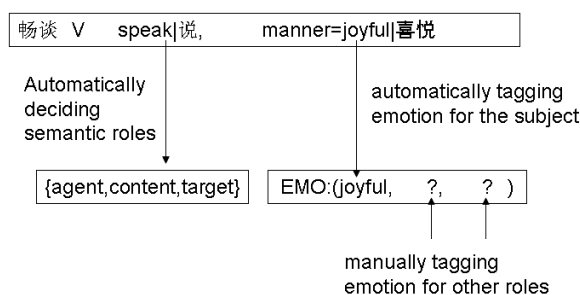 畅谈 V speak|说, manner=joyful|喜悦
Automatically
deciding
semantic roles
automatically tagging
emotion for the subject
{agent,content,target}
EMO:(joyful, ?, ? )
manually tagging
emotion for other roles